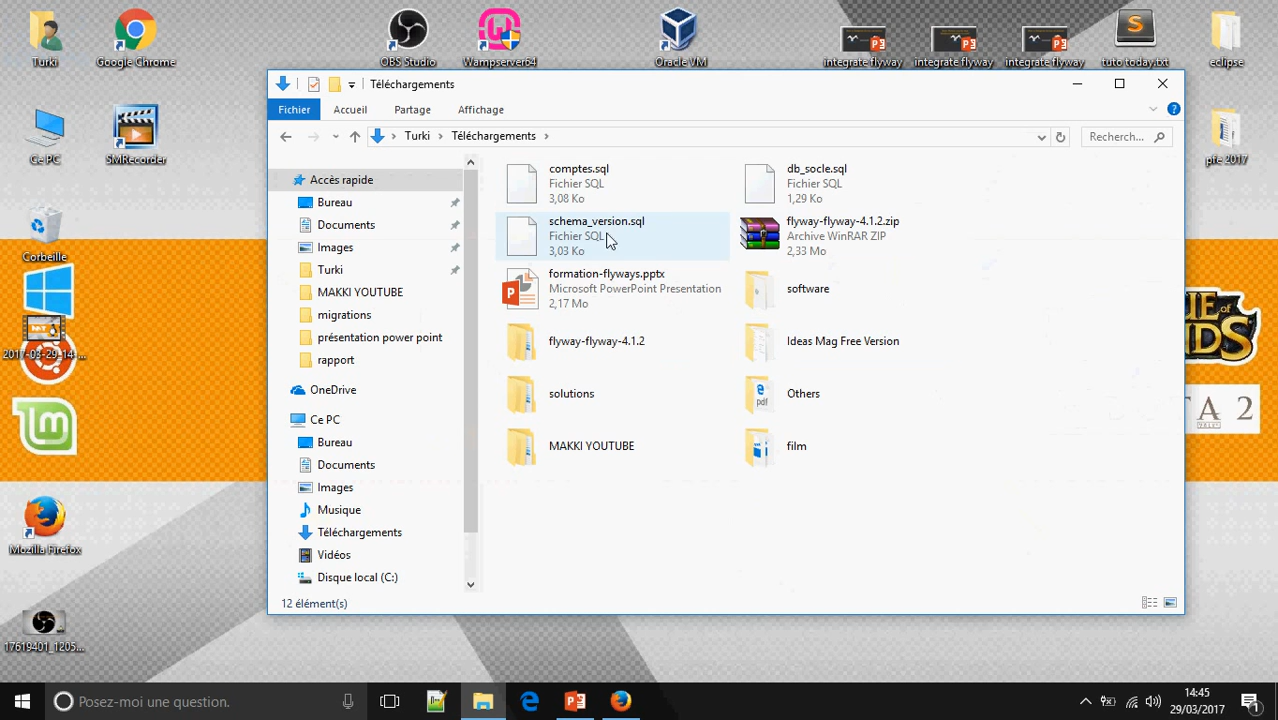 Turki
Google Chrome
OBS Studio
Wampserver64
Oracle VM
integrate flyway
integrate flyway
integrate flyway
tuto today.txt
eclipse
Ce PC
SMRecorder
pfe 2017
Corbeille
2017-03-29_14-...
Mozilla Firefox
17619401_1205...
Téléchargements
Fichier
Accueil
Partage
Affichage
Turki
Téléchargements
Recherch...
Accès rapide
Bureau
Documents
Images
Turki
MAKKI YOUTUBE
migrations
présentation power point
rapport
OneDrive
Ce PC
Bureau
Documents
Images
Musique
Téléchargements
Vidéos
Disque local (C:)
comptes.sql
Fichier SQL
3,08 Ko
db_socle.sql
Fichier SQL
1,29 Ko
schema_version.sql
Fichier SQL
3,03 Ko
flyway-flyway-4.1.2.zip
Archive WinRAR ZIP
2,33 Mo
formation-flyways.pptx
Microsoft PowerPoint Presentation
2,17 Mo
software
flyway-flyway-4.1.2
Ideas Mag Free Version
solutions
pdf
Others
MAKKI YOUTUBE
film
12 élément(s)
Posez-moi une question.
14:45
29/03/2017